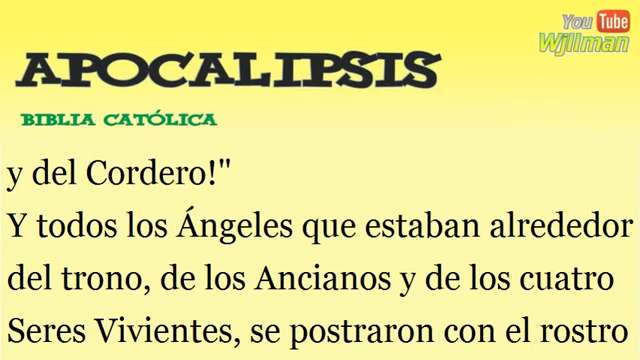 You Tube
Wjllman
APOCALIPSIS
BIBLIA CATÓLICA
y del Cordero!"
Y todos los Ángeles que estaban alrededor
del trono, de los Ancianos y de los cuatro
Seres Vivientes, se postraron con el rostro